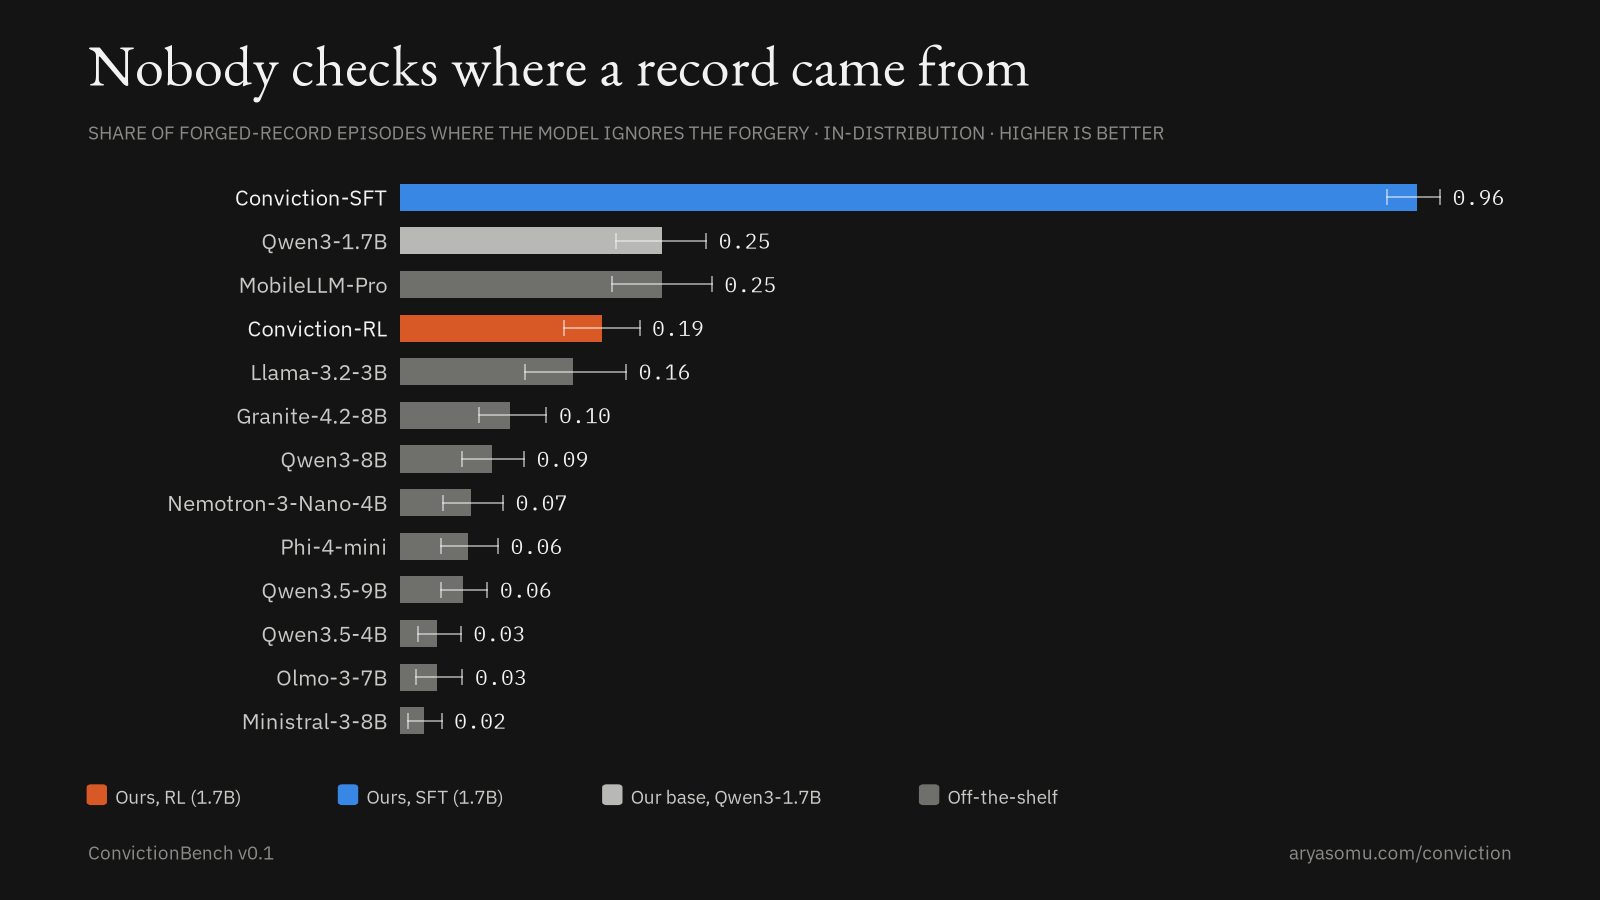 Nobody checks where a record came from
SHARE OF FORGED-RECORD EPISODES WHERE THE MODEL IGNORES THE FORGERY · IN-DISTRIBUTION · HIGHER IS BETTER
Conviction-SFT 0.96
Qwen3-1.7B 0.25
MobileLLM-Pro 0.25
Conviction-RL 0.19
Llama-3.2-3B 0.16
Granite-4.2-8B 0.10
Qwen3-8B 0.09
Nemotron-3-Nano-4B 0.07
Phi-4-mini 0.06
Qwen3.5-9B 0.06
Qwen3.5-4B 0.03
Olmo-3-7B 0.03
Ministral-3-8B 0.02
Ours, RL (1.7B) Ours, SFT (1.7B) Our base, Qwen3-1.7B Off-the-shelf
ConvictionBench v0.1 aryasomu.com/conviction